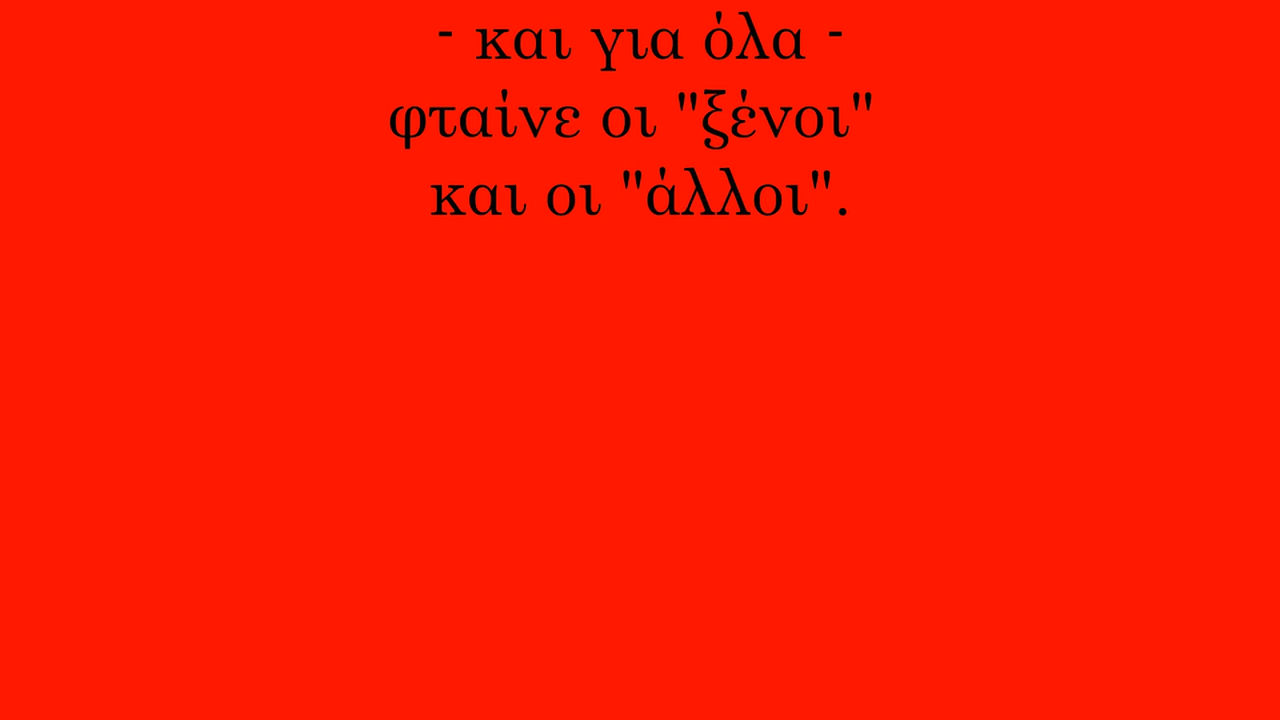 - και για όλα -
φταίνε οι "ξένοι"
και οι "άλλοι".